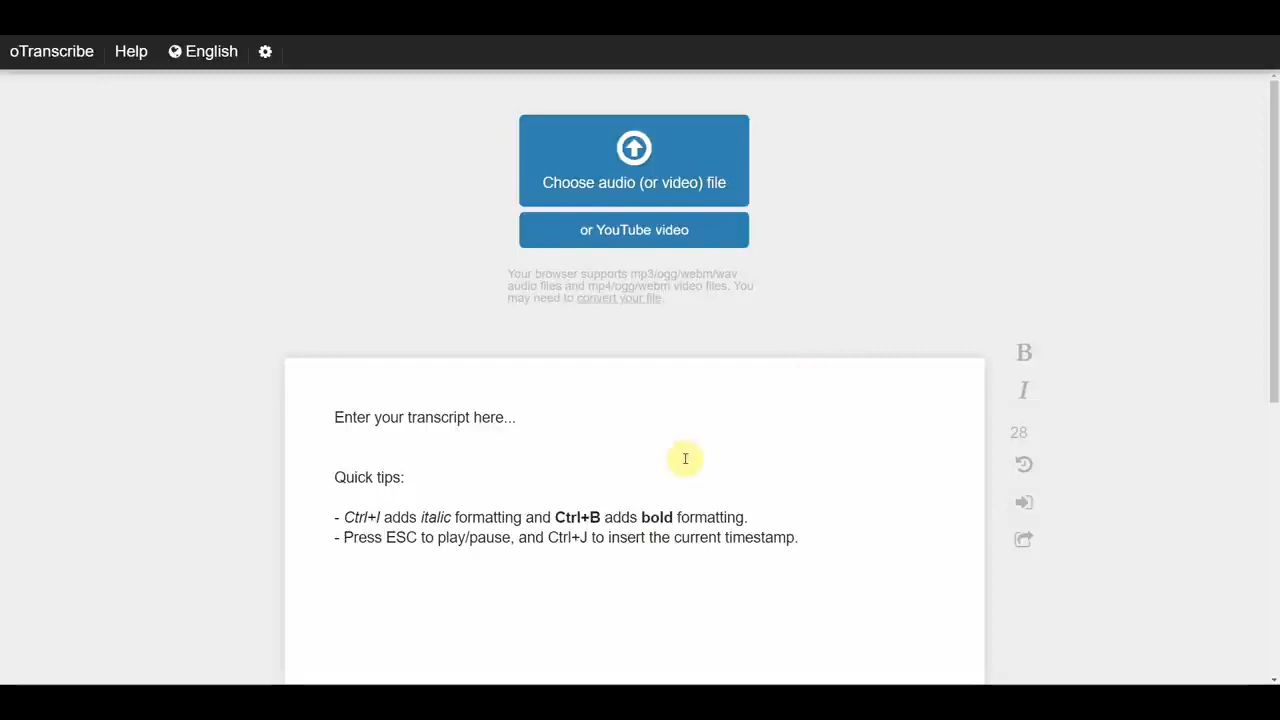 oTranscribe Help English
Choose audio (or video) file
or YouTube video
Your browser supports mp3/ogg/webm/wav
audio files and mp4/ogg/webm video files. You
may need to convert your file.
B
I
Enter your transcript here...
28
Quick tips:
- Ctrl+I adds italic formatting and Ctrl+B adds bold formatting.
- Press ESC to play/pause, and Ctrl+J to insert the current timestamp.